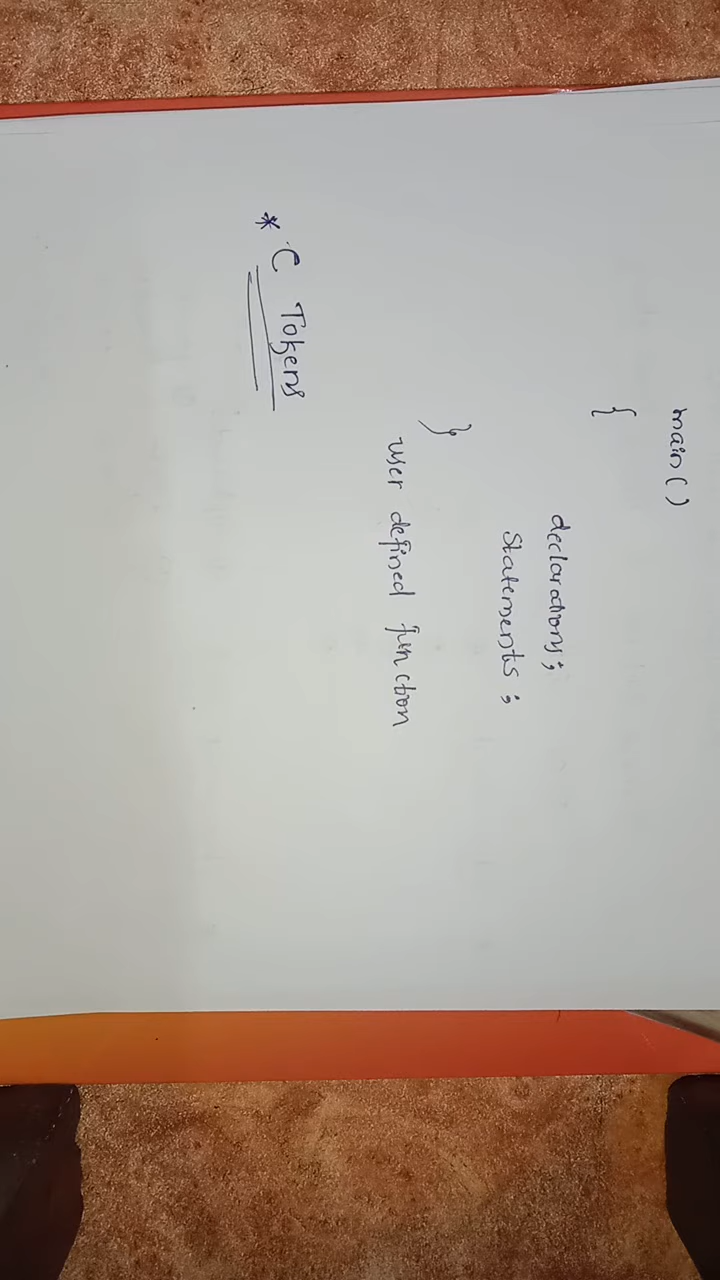 main()
{
declarations;
Statements;
}
user defined function
* C Tokens